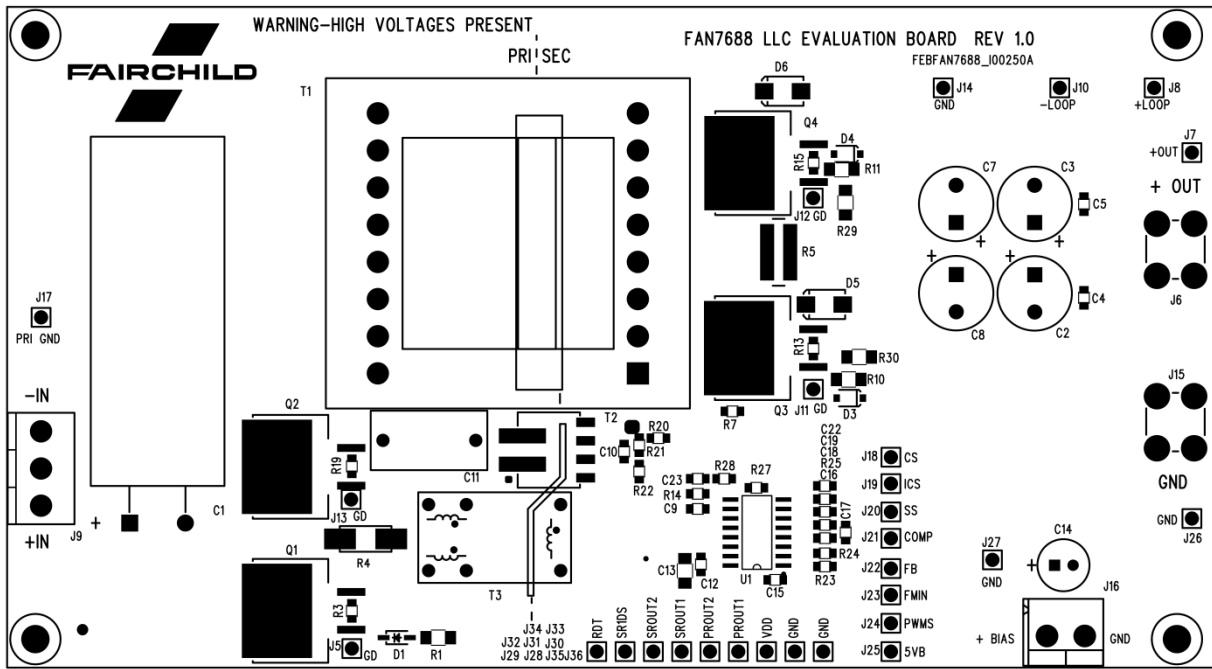 WARNING-HIGH VOLTAGES PRESENT
PRI SEC
FAN7688 LLC EVALUATION BOARD REV 1.0
FEBFAN7688_I00250A
FAIRCHILD
T1
D6
J14
GND
J10
-LOOP
J8
+LOOP
Q4
D4
R15
R11
J12 GD
R29
C7
C3
C5
J7
+OUT
+ OUT
+
+
R5
J17
PRI GND
D5
+
+
C4
J6
C8
C2
R13
R30
R10
J15
-IN
Q2
Q3
J11
GD
D3
T2
R7
R20
R21
C10
R22
C22
C19
C18
R25
C16
J18 CS
GND
R19
C11
C23
R28
R27
R14
C9
J19 ICS
C17
J20 SS
GND
J26
+
C1
J9
+IN
J13
GD
R4
J21 COMP
R24
C14
+
J27
GND
Q1
C13
C12
U1
C15
R23
J22 FB
J16
J23 FMIN
R3
T3
J24 PWMS
+ BIAS
GND
J5
GD
D1
R1
J34 J33
J32 J31 J30
J29 J28 J35 J36
RDT
SR1DS
SROUT2
SROUT1
PROUT2
PROUT1
VDD
GND
GND
J25 5VB